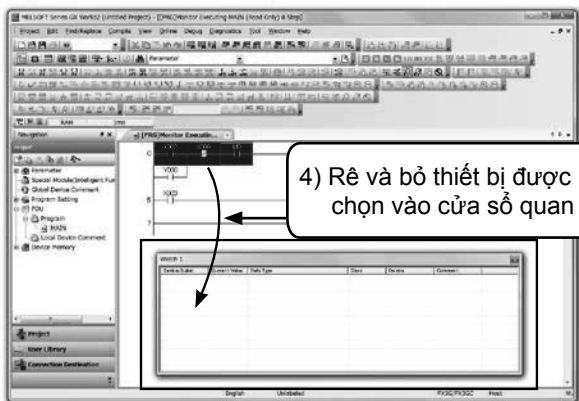 MELSOFT Series GX Works2 (Untitled Project) - [[PRG]Monitor Executing MAIN (Read Only) 8 Step]
Project Edit Find/Replace Compile View Online Debug Diagnostics Tool Window Help
Parameter
RAM
Navigation
[PRG]Monitor Executin...
Project
Parameter
Special Module(Intelligent Fun
Global Device Comment
Program Setting
POU
Program
MAIN
Local Device Comment
Device Memory
0
5
7
4) Rê và bỏ thiết bị được
chọn vào cửa sổ quan
Watch 1
Device/Label Current Value Data Type Class Device Comment
Project
User Library
Connection Destination
English Unlabeled FX3G/FX3GC Host